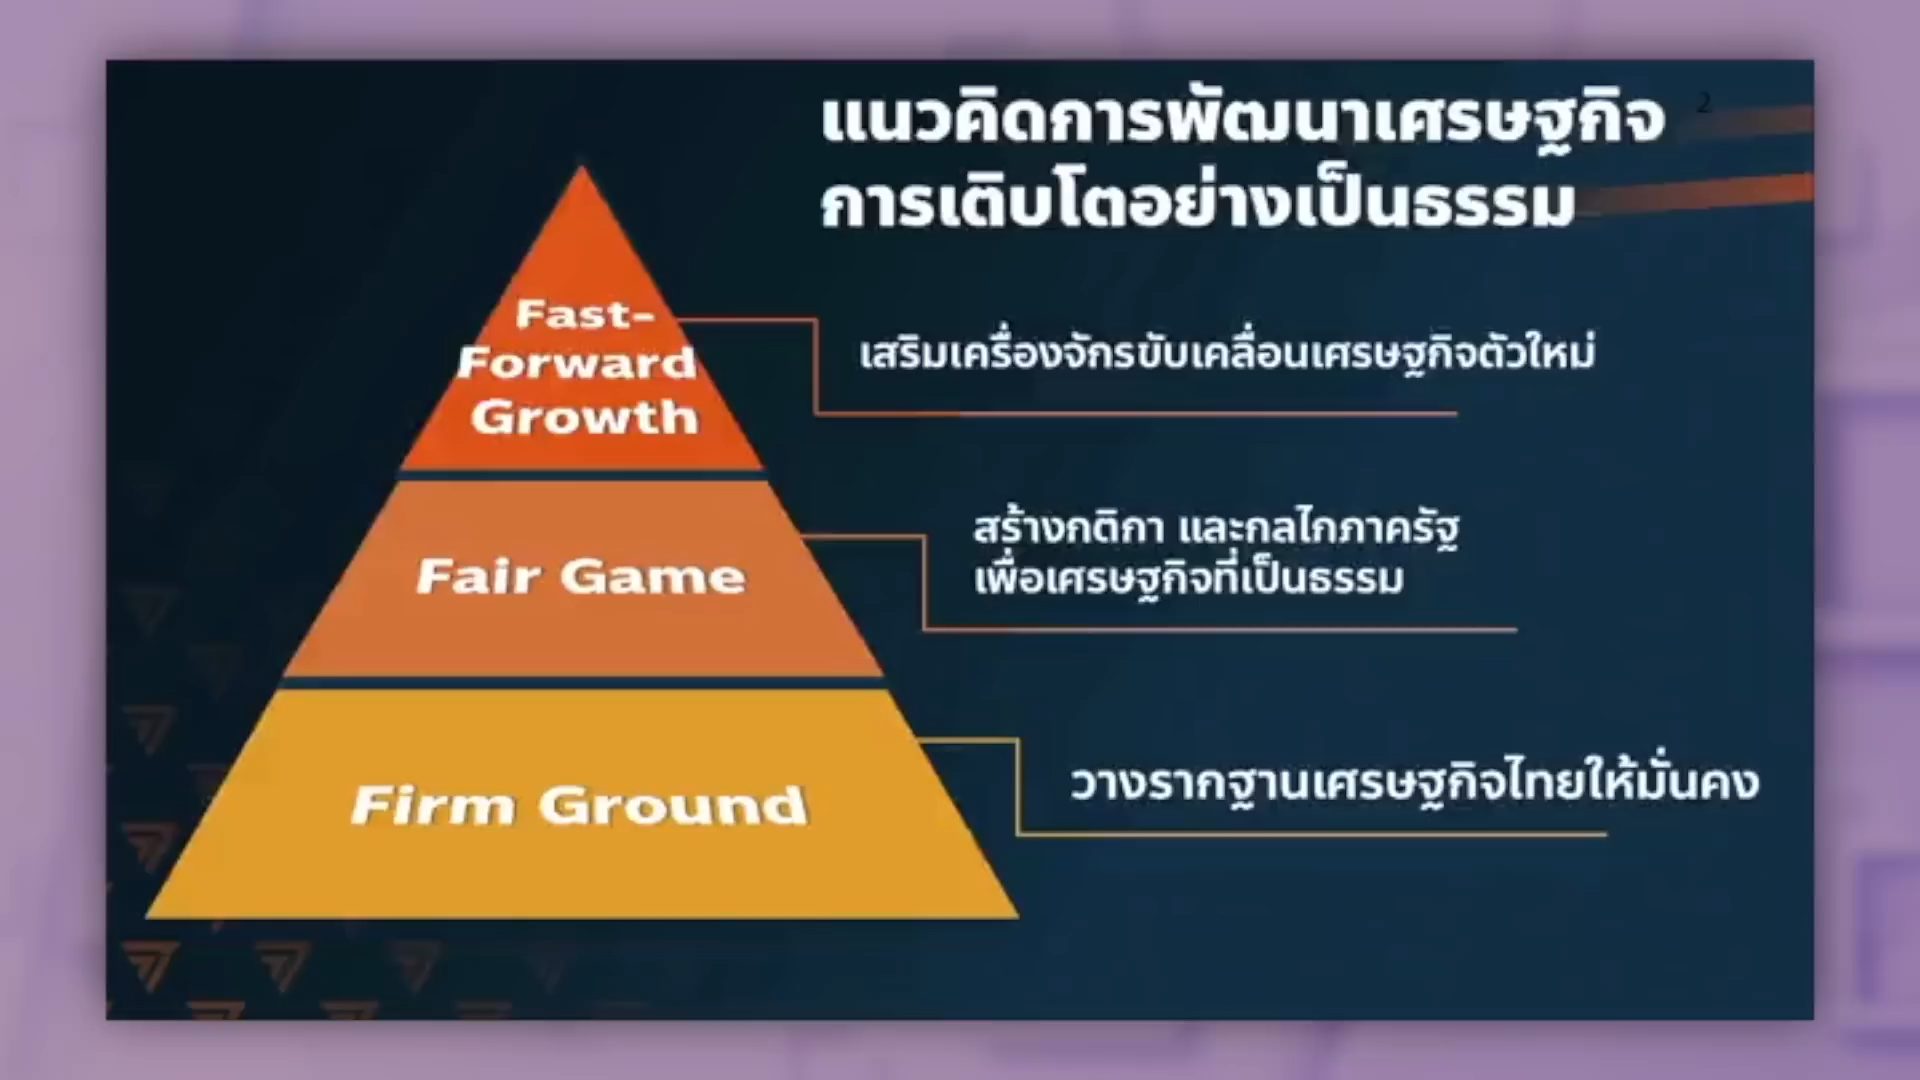 แนวคิดการพัฒนาเศรษฐกิจ
2
การเติบโตอย่างเป็นธรรม
Fast-
Forward
Growth
เสริมเครื่องจักรขับเคลื่อนเศรษฐกิจตัวใหม่
Fair Game
สร้างกติกา และกลไกภาครัฐ
เพื่อเศรษฐกิจที่เป็นธรรม
Firm Ground
วางรากฐานเศรษฐกิจไทยให้มั่นคง